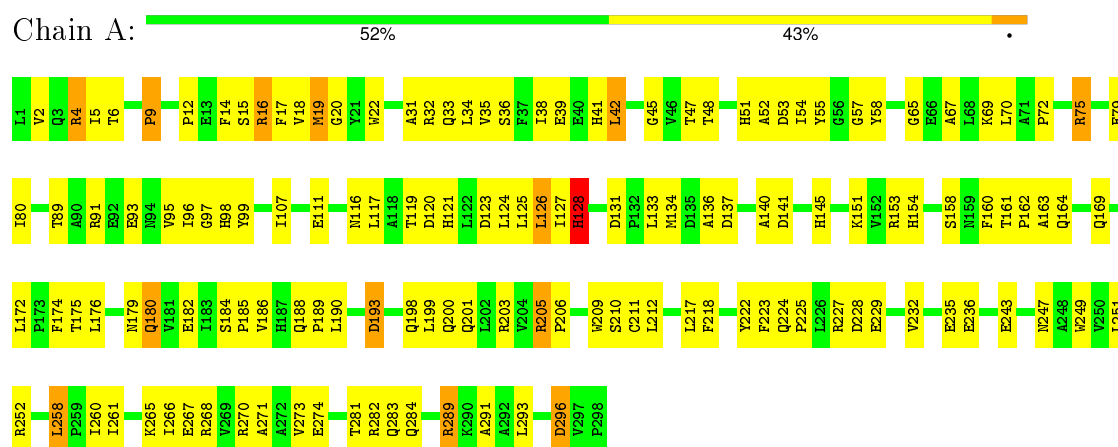 Chain A:
52%
43%
L1 V2 Q3 R4 I5 T6 P9 P12 E13 F14 S15 R16 F17 V18 M19 G20 Y21 W22 A31 R32 Q33 L34 V35 S36 F37 I38 E39 E40 H41 L42 G45 V46 T47 T48 H51 A52 D53 I54 Y55 G56 G57 Y58 G65 E66 A67 L68 K69 L70 A71 P72 R75
I80 T89 A90 R91 E92 E93 N94 V95 I96 G97 H98 Y99 I107 E111 N116 L117 A118 T119 D120 H121 L122 D123 L124 L125 L126 I127 H128 D131 P132 L133 M134 D135 A136 D137 A140 D141 H145 K151 V152 R153 H154 S158 N159 F160 T161 P162 A163 Q164 Q169
L172 P173 F174 T175 L176 N179 Q180 V181 E182 I183 S184 P185 V186 H187 Q188 P189 L190 D193 Q198 L199 Q200 Q201 L202 R203 V204 R205 P206 W209 S210 C211 L212 L217 F218 Y222 F223 Q224 P225 L226 R227 D228 E229 V232 E235 E236 E243 N247 A248 W249 V250 L251
R252 L258 P259 I260 I261 K265 I266 E267 R268 V269 R270 A271 A272 V273 E274 T281 R282 Q283 Q284 R289 K290 A291 A292 L293 D296 V297 P298